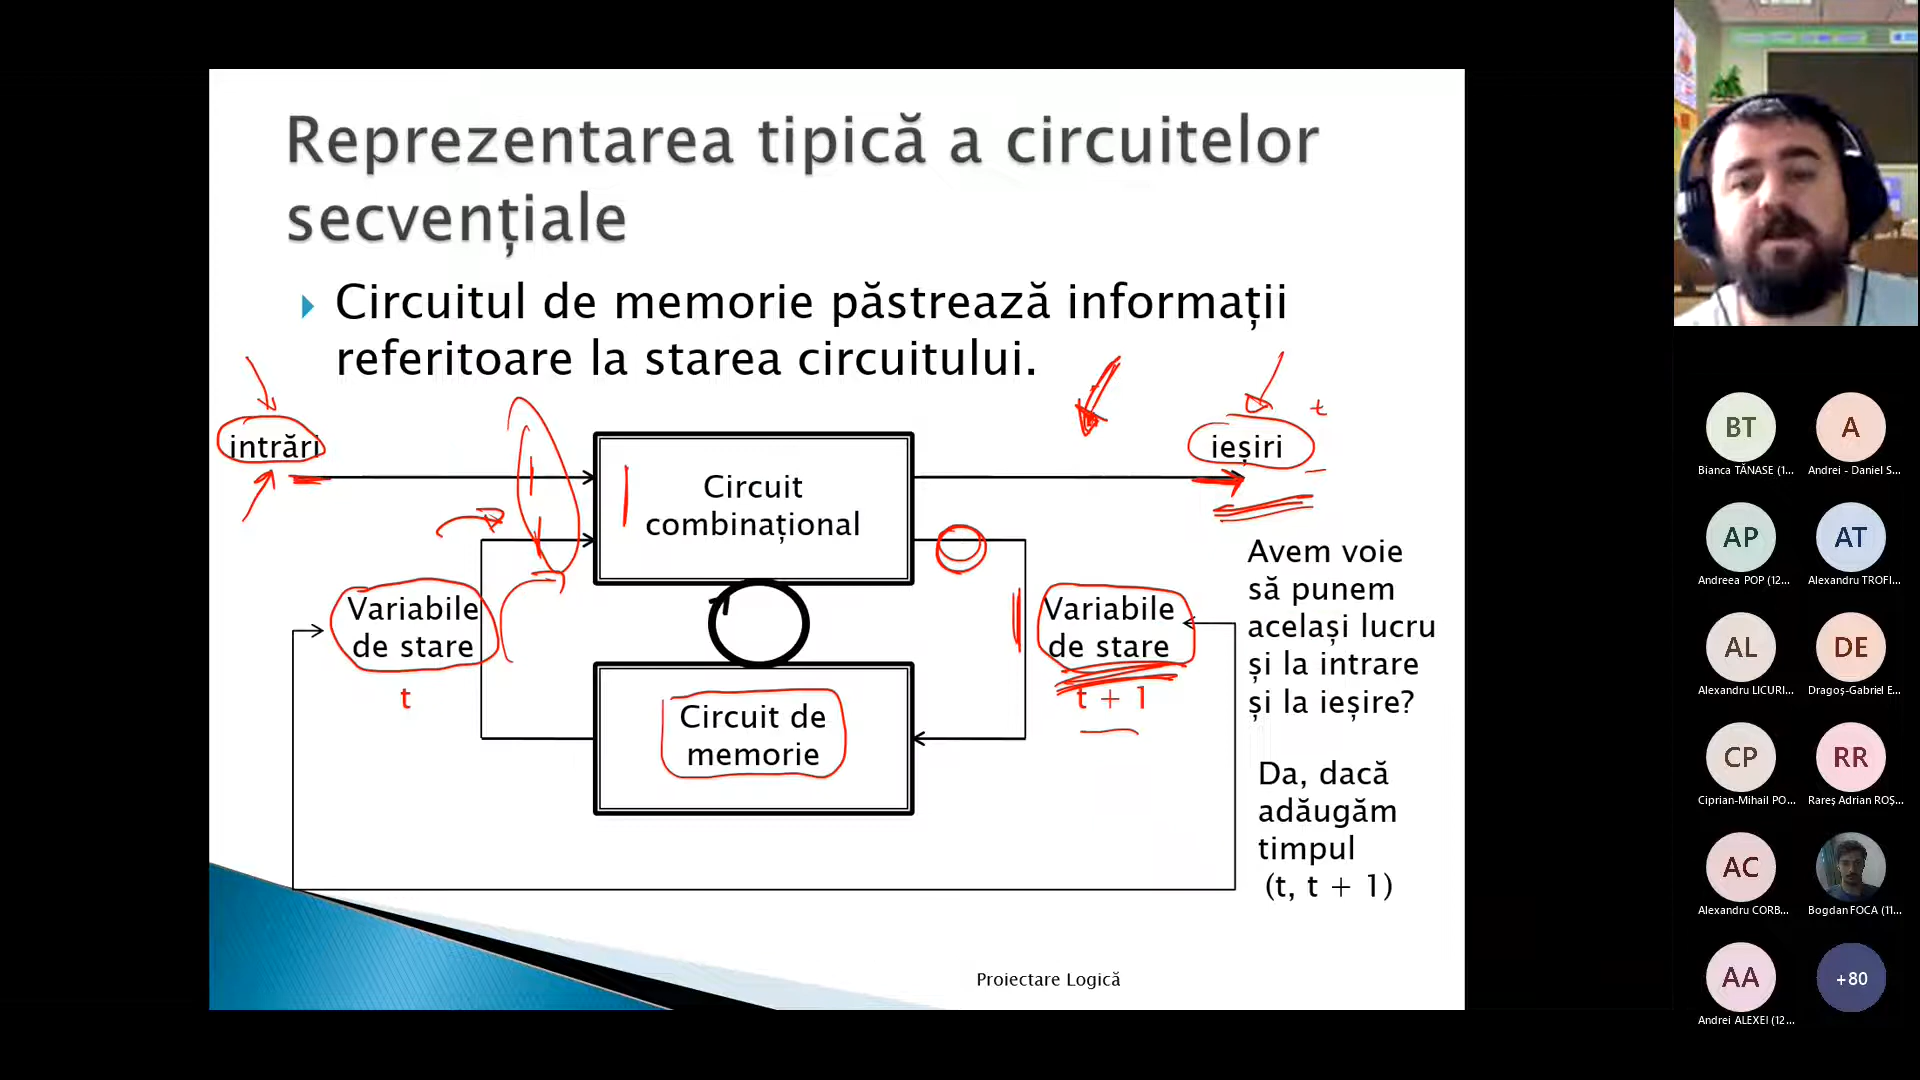 Reprezentarea tipică a circuitelor
secvențiale
Circuitul de memorie păstrează informații
referitoare la starea circuitului.
intrări
ieșiri
t
Circuit
combinațional
Variabile
de stare
t
Circuit de
memorie
Variabile
de stare
t + 1
Avem voie
să punem
același lucru
și la intrare
și la ieșire?
Da, dacă
adăugăm
timpul
(t, t + 1)
Proiectare Logică
BT
Bianca TĂNASE (1...
A
Andrei - Daniel S...
AP
Andreea POP (12...
AT
Alexandru TROFI...
AL
Alexandru LICURI...
DE
Dragoș-Gabriel E...
CP
Ciprian-Mihail PO...
RR
Rareș Adrian ROȘ...
AC
Alexandru CORB...
Bogdan FOCA (11...
AA
Andrei ALEXEI (12...
+80